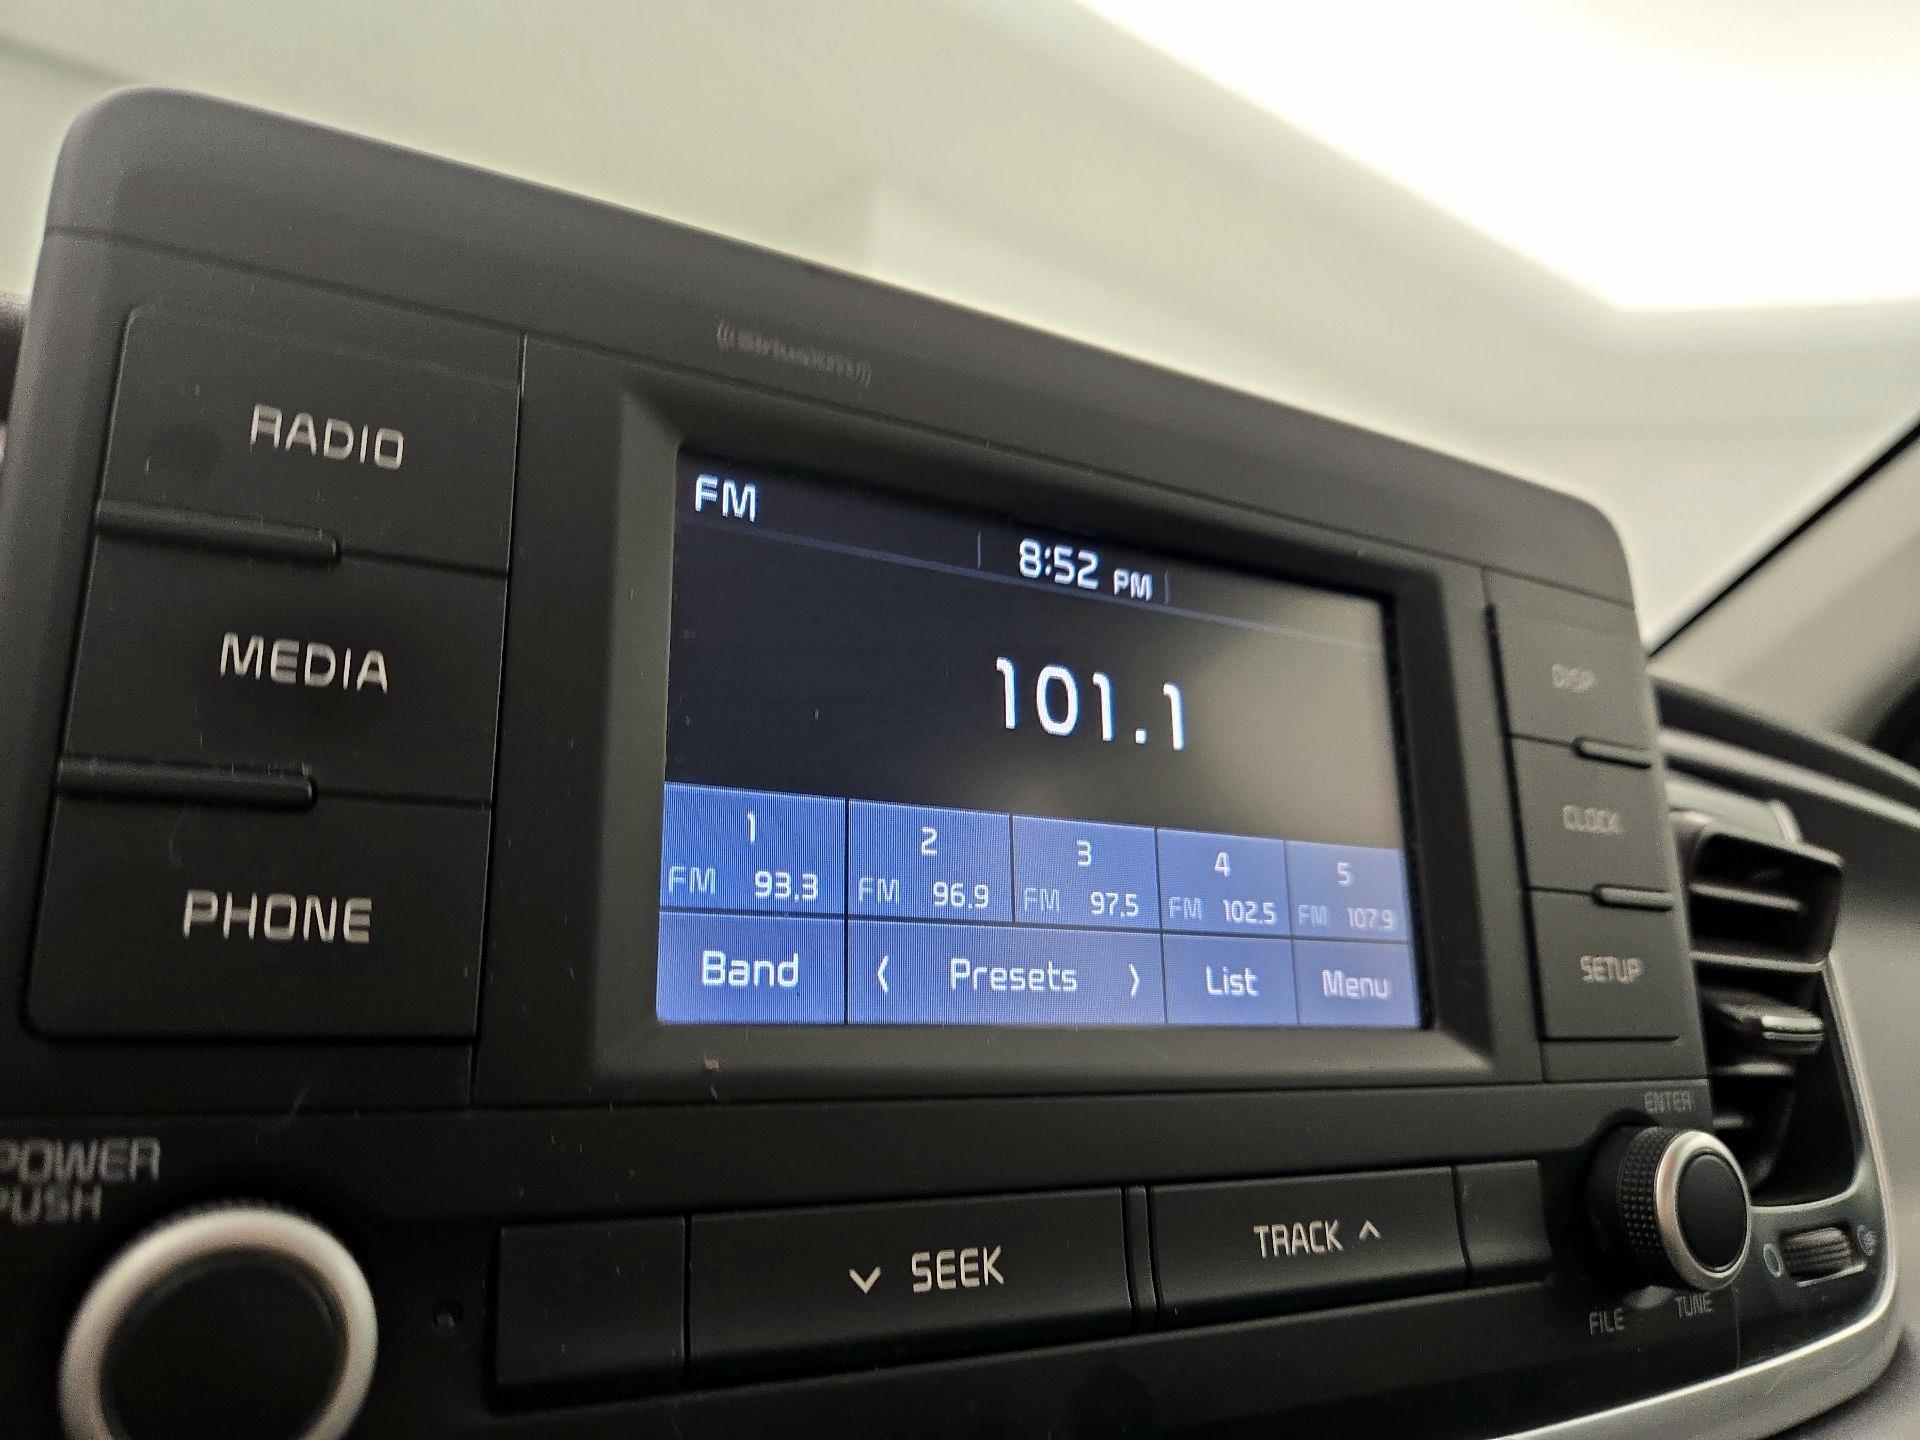 ((siriusxm))
RADIO
MEDIA
PHONE
FM
8:52 PM
101.1
1
FM 93.3
2
FM 96.9
3
FM 97.5
4
FM 102.5
5
FM 107.9
Band
< Presets >
List
Menu
DISP
CLOCK
SETUP
POWER
PUSH
∨ SEEK
TRACK ∧
ENTER
FILE
TUNE